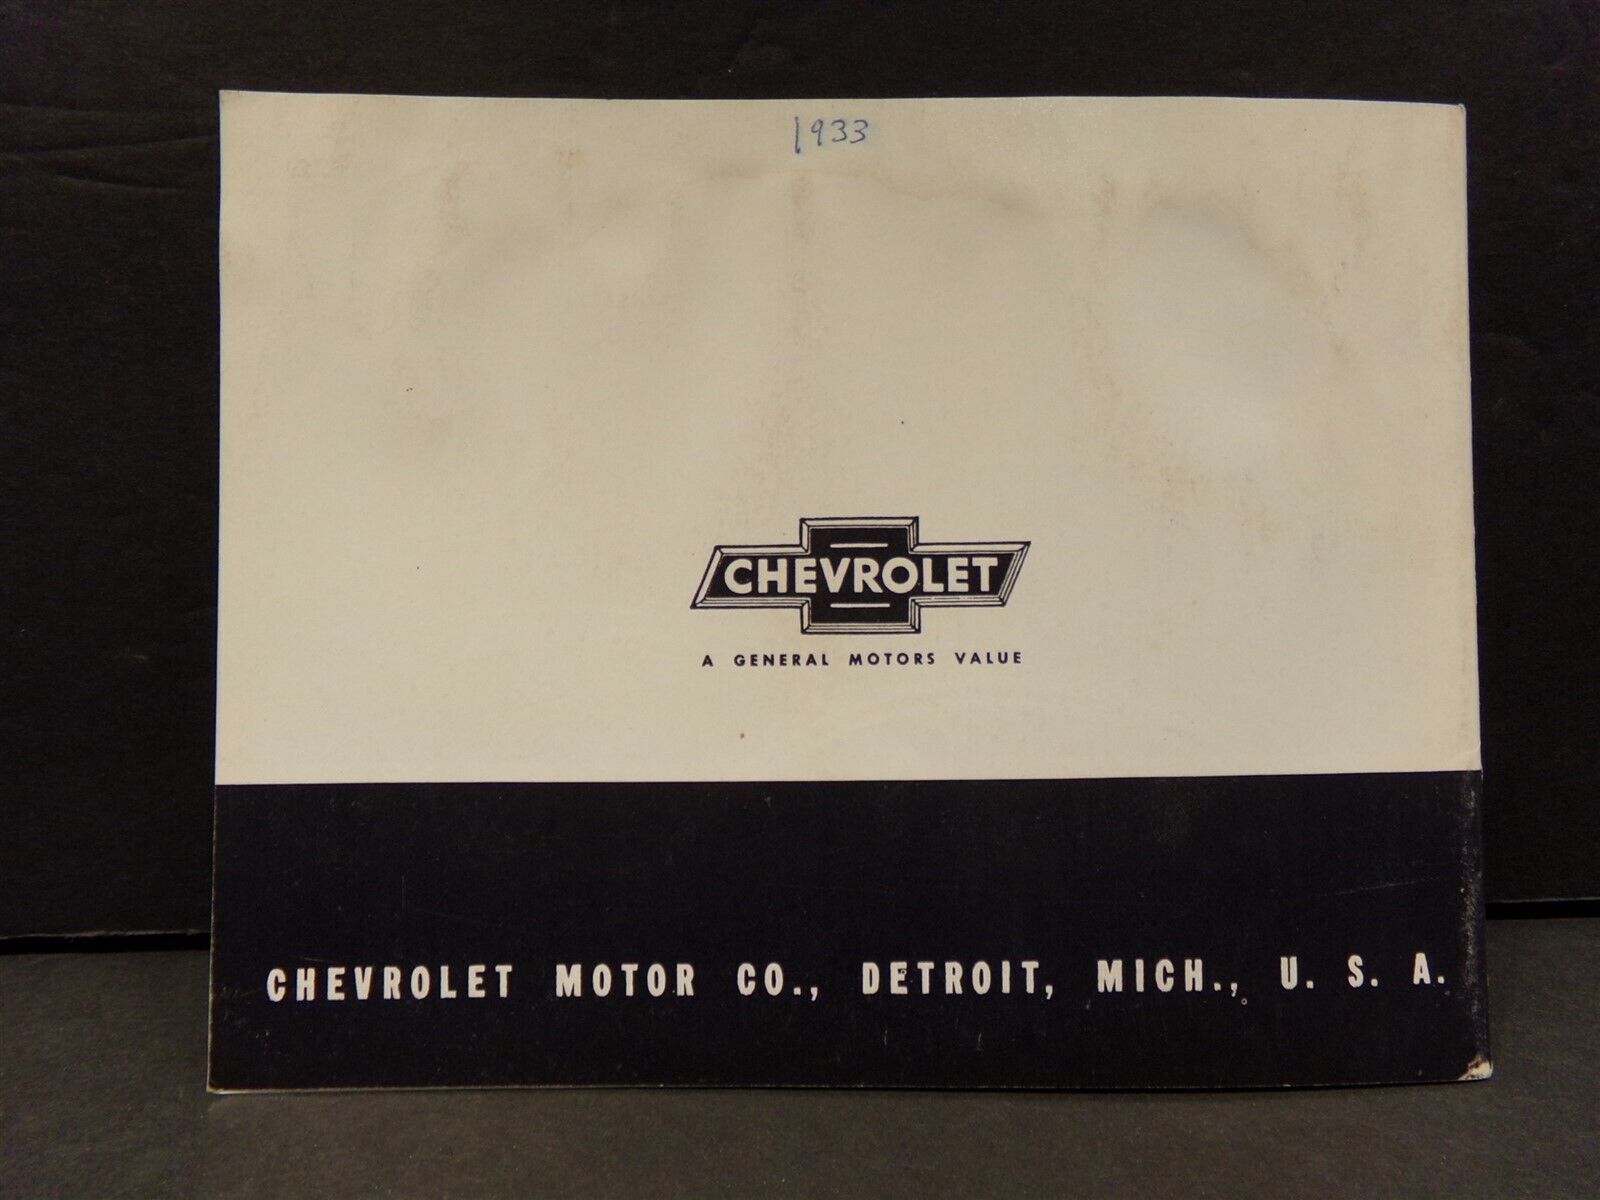 1933
CHEVROLET
A GENERAL MOTORS VALUE
CHEVROLET MOTOR CO., DETROIT, MICH., U. S. A.